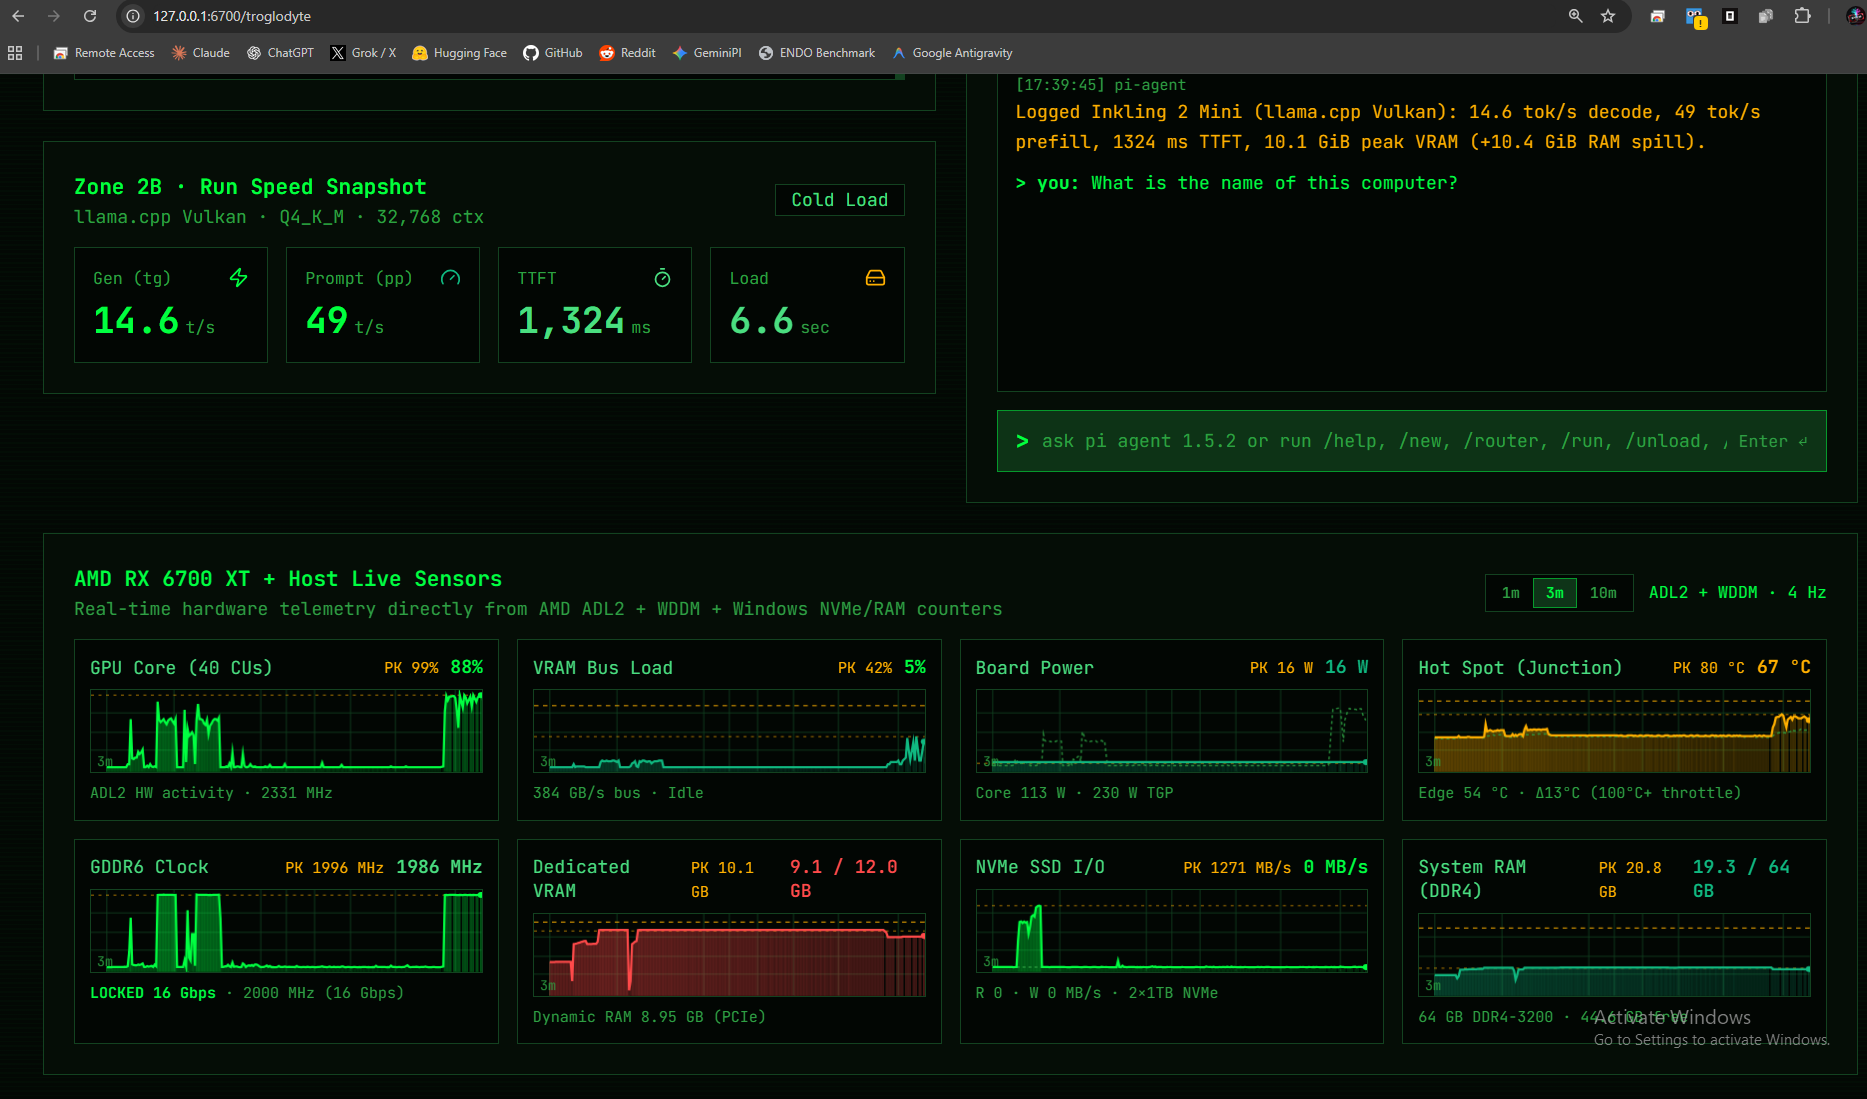 127.0.0.1:6700/troglodyte
Remote Access
Claude
ChatGPT
Grok / X
Hugging Face
GitHub
Reddit
GeminiPI
ENDO Benchmark
Google Antigravity
[17:39:45] pi-agent
Logged Inkling 2 Mini (llama.cpp Vulkan): 14.6 tok/s decode, 49 tok/s
prefill, 1324 ms TTFT, 10.1 GiB peak VRAM (+10.4 GiB RAM spill).
> you: What is the name of this computer?
Zone 2B · Run Speed Snapshot
llama.cpp Vulkan · Q4_K_M · 32,768 ctx
Cold Load
Gen (tg)
14.6 t/s
Prompt (pp)
49 t/s
TTFT
1,324 ms
Load
6.6 sec
> ask pi agent 1.5.2 or run /help, /new, /router, /run, /unload, / Enter ↵
AMD RX 6700 XT + Host Live Sensors
Real-time hardware telemetry directly from AMD ADL2 + WDDM + Windows NVMe/RAM counters
1m 3m 10m
ADL2 + WDDM · 4 Hz
GPU Core (40 CUs) PK 99% 88%
3m
ADL2 HW activity · 2331 MHz
VRAM Bus Load PK 42% 5%
3m
384 GB/s bus · Idle
Board Power PK 16 W 16 W
3m
Core 113 W · 230 W TGP
Hot Spot (Junction) PK 80 °C 67 °C
3m
Edge 54 °C · Δ13°C (100°C+ throttle)
GDDR6 Clock PK 1996 MHz 1986 MHz
3m
LOCKED 16 Gbps · 2000 MHz (16 Gbps)
Dedicated VRAM PK 10.1 GB 9.1 / 12.0 GB
3m
Dynamic RAM 8.95 GB (PCIe)
NVMe SSD I/O PK 1271 MB/s 0 MB/s
3m
R 0 · W 0 MB/s · 2×1TB NVMe
System RAM (DDR4) PK 20.8 GB 19.3 / 64 GB
3m
64 GB DDR4-3200 · 44.6 GB free
Activate Windows
Go to Settings to activate Windows.